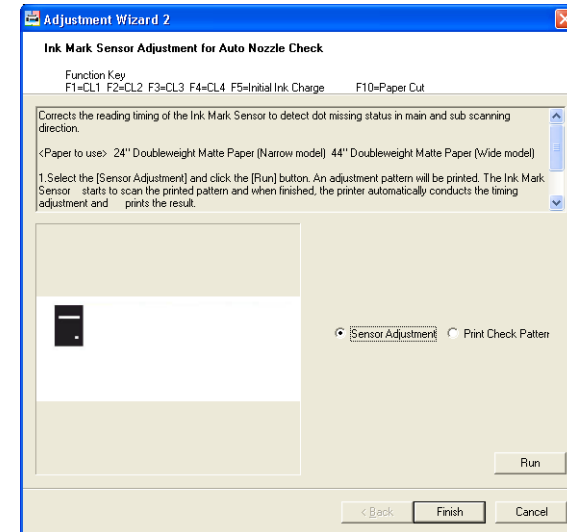 Adjustment Wizard 2
Ink Mark Sensor Adjustment for Auto Nozzle Check
Function Key
F1=CL1 F2=CL2 F3=CL3 F4=CL4 F5=Initial Ink Charge F10=Paper Cut
Corrects the reading timing of the Ink Mark Sensor to detect dot missing status in main and sub scanning
direction.
<Paper to use> 24'' Doubleweight Matte Paper (Narrow model) 44'' Doubleweight Matte Paper (Wide model)
1.Select the [Sensor Adjustment] and click the [Run] button. An adjustment pattern will be printed. The Ink Mark
Sensor starts to scan the printed pattern and when finished, the printer automatically conducts the timing
adjustment and prints the result.
Sensor Adjustment Print Check Pattern
Run
< Back Finish Cancel